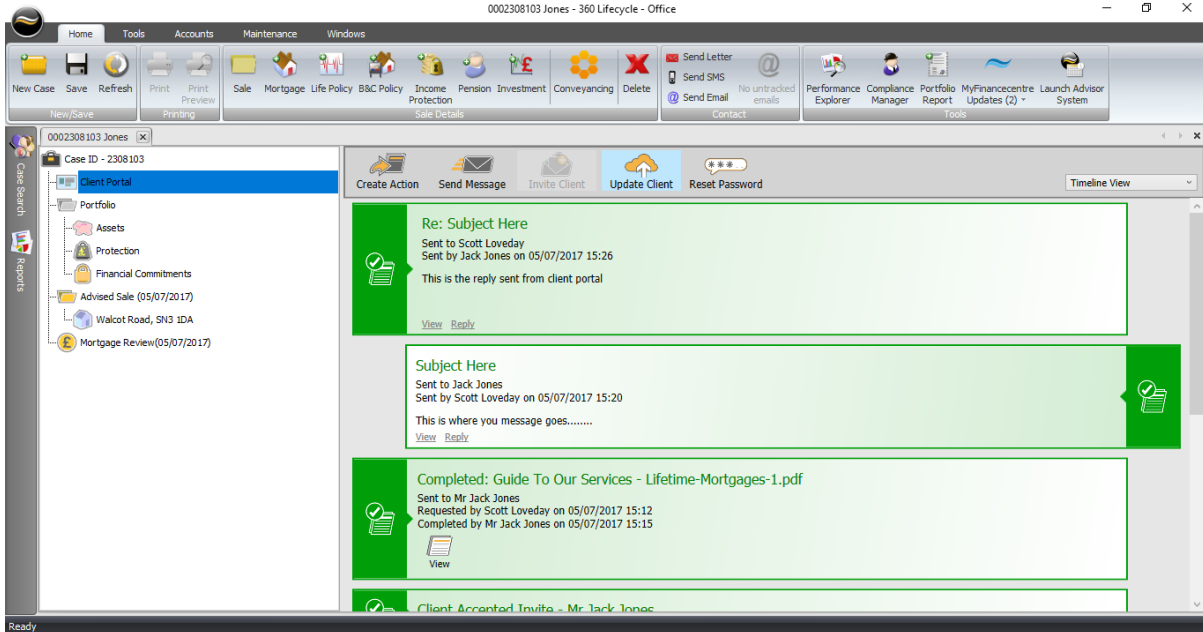 0002308103 Jones - 360 Lifecycle - Office
Home Tools Accounts Maintenance Windows
New Case Save Refresh Print Print Preview Sale Mortgage Life Policy B&C Policy Income Protection Pension Investment Conveyancing Delete
Send Letter
Send SMS
Send Email
No untracked emails
Performance Explorer Compliance Manager Portfolio Report MyFinancecentre Updates (2) Launch Advisor System
New/Save Printing Sale Details Contact Tools
Case Search
Reports
0002308103 Jones
Case ID - 2308103
Client Portal
Portfolio
Assets
Protection
Financial Commitments
Advised Sale (05/07/2017)
Walcot Road, SN3 1DA
Mortgage Review(05/07/2017)
Create Action Send Message Invite Client Update Client Reset Password
Timeline View
Re: Subject Here
Sent to Scott Loveday
Sent by Jack Jones on 05/07/2017 15:26
This is the reply sent from client portal
View Reply
Subject Here
Sent to Jack Jones
Sent by Scott Loveday on 05/07/2017 15:20
This is where you message goes........
View Reply
Completed: Guide To Our Services - Lifetime-Mortgages-1.pdf
Sent to Mr Jack Jones
Requested by Scott Loveday on 05/07/2017 15:12
Completed by Mr Jack Jones on 05/07/2017 15:15
View
Client Accepted Invite - Mr Jack Jones
Ready